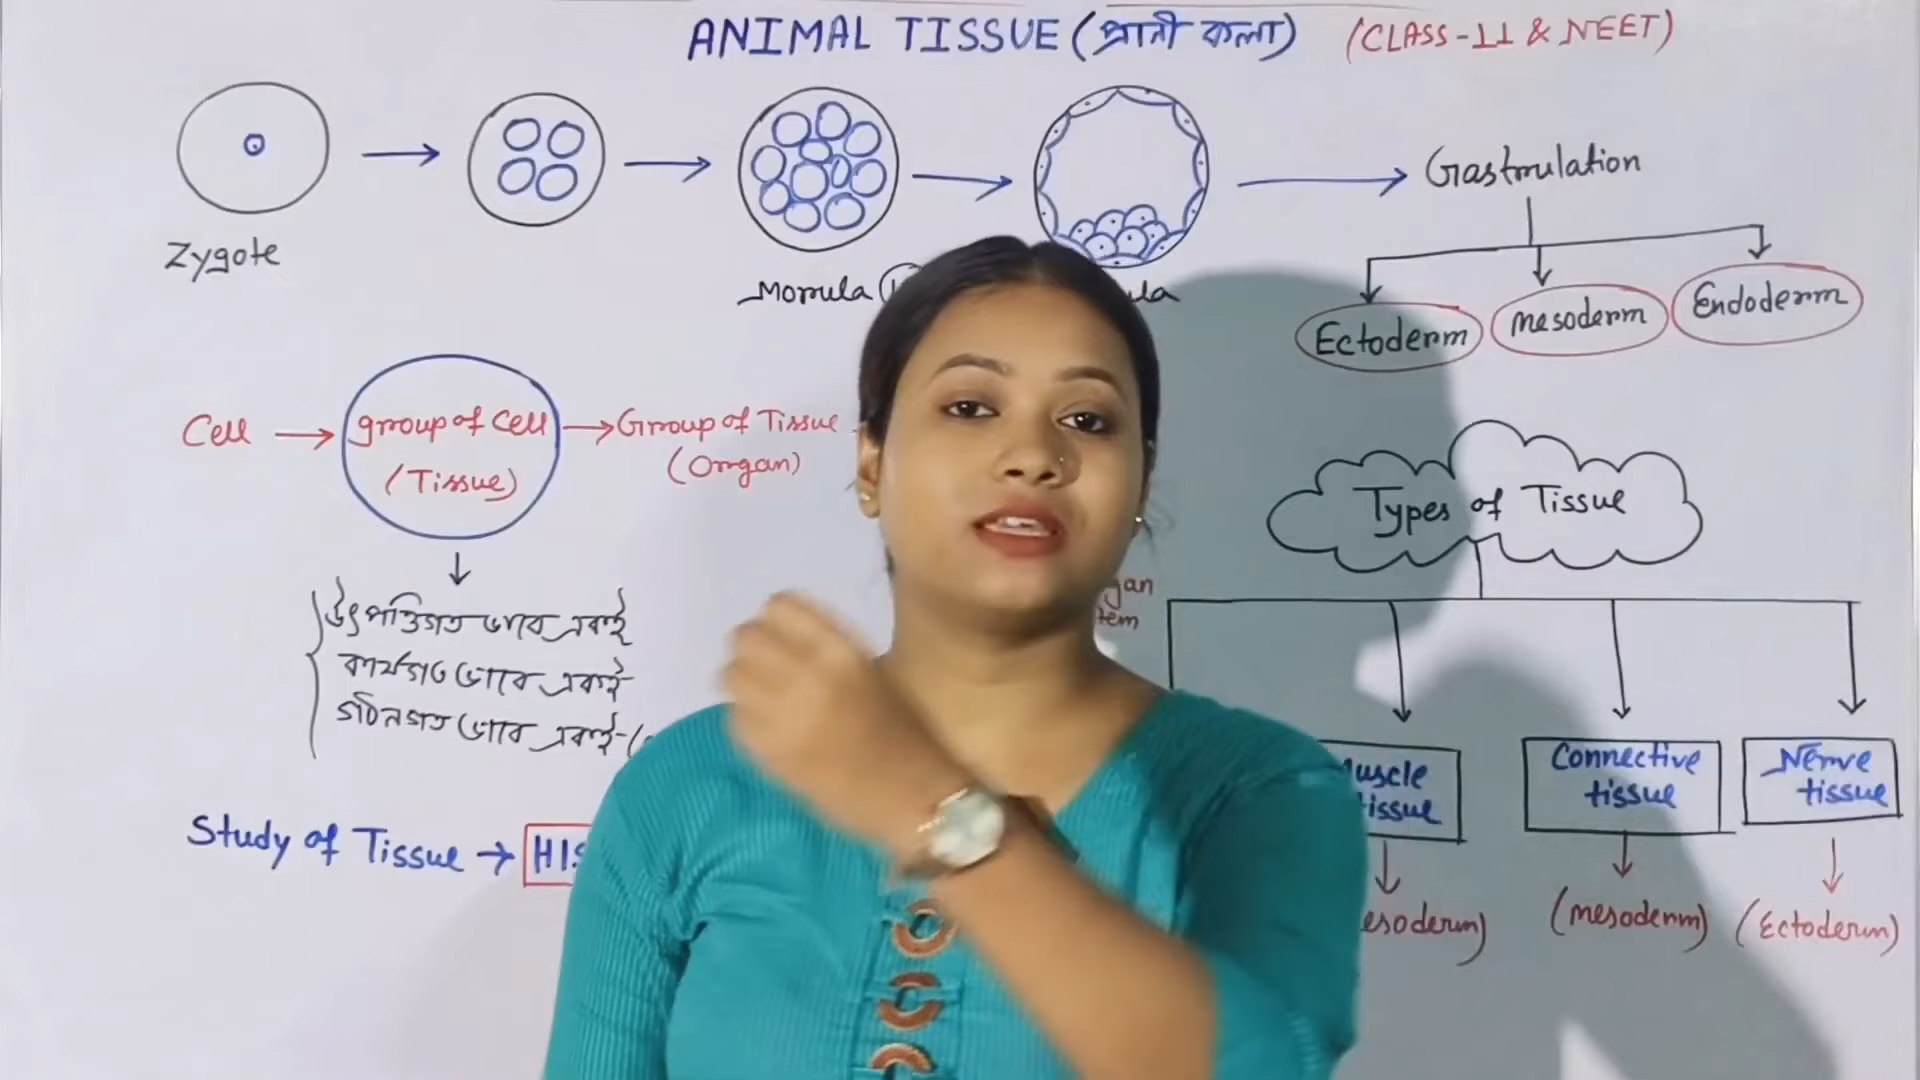 ANIMAL TISSUE (প্রানী কলা) (CLASS-11 & NEET)
Zygote
Morrula
Gastrrulation
Ectoderm
mesoderm
Endoderm
Cell
group of Cell
(Tissue)
Group of Tissue
(Organ)
উৎপত্তিগত ভাবে একই
কার্যগত ভাবে একই
গঠনগত ভাবে একই
Types of Tissue
Connective
tissue
Nerve
tissue
(mesoderm)
(Ectoderm)
Study of Tissue →